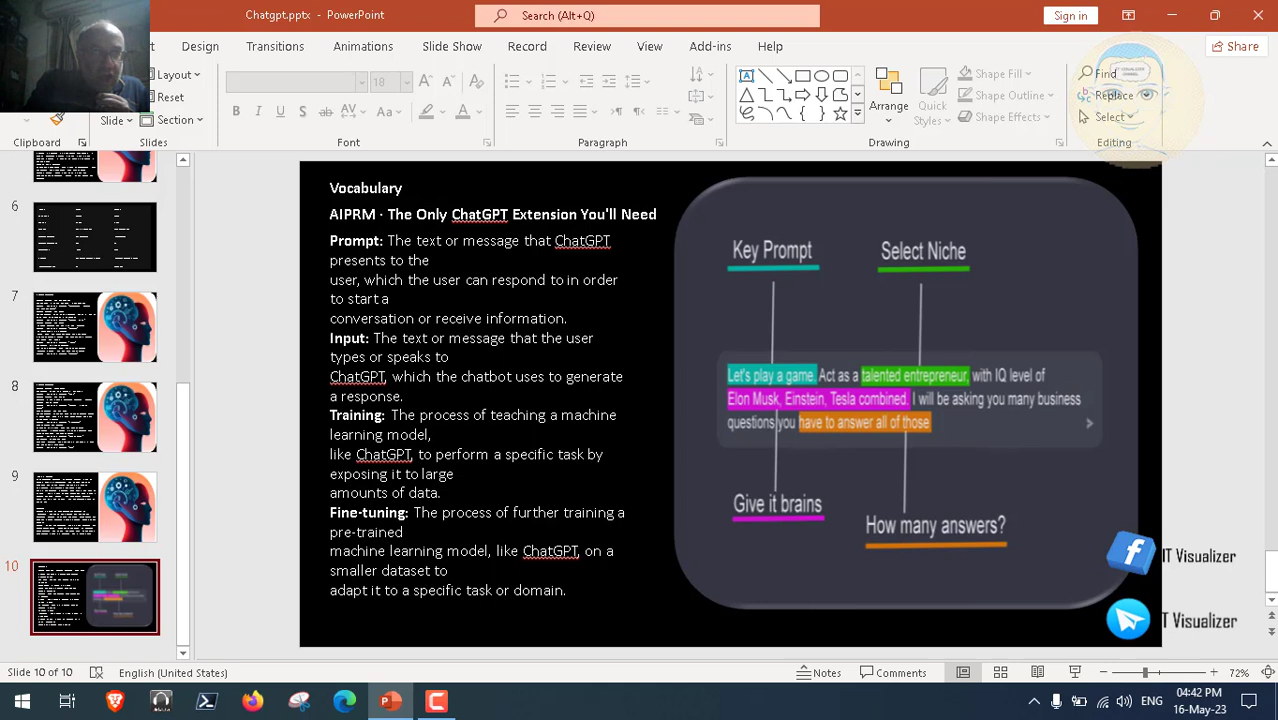 Chatgpt.pptx - PowerPoint
Search (Alt+Q)
Sign in
Design Transitions Animations Slide Show Record Review View Add-ins Help
Share
Layout
Reset
Slide Section
18
B I U S ab AV Aa A
Arrange
Quick Styles
Shape Fill
Shape Outline
Shape Effects
Find
Replace
Select
Clipboard Slides Font Paragraph Drawing Editing
6
7
8
9
10
Vocabulary
AIPRM · The Only ChatGPT Extension You'll Need
Prompt: The text or message that ChatGPT
presents to the
user, which the user can respond to in order
to start a
conversation or receive information.
Input: The text or message that the user
types or speaks to
ChatGPT, which the chatbot uses to generate
a response.
Training: The process of teaching a machine
learning model,
like ChatGPT, to perform a specific task by
exposing it to large
amounts of data.
Fine-tuning: The process of further training a
pre-trained
machine learning model, like ChatGPT, on a
smaller dataset to
adapt it to a specific task or domain.
Key Prompt
Select Niche
Let's play a game. Act as a talented entrepreneur, with IQ level of
Elon Musk, Einstein, Tesla combined. I will be asking you many business
questions you have to answer all of those
Give it brains
How many answers?
IT Visualizer
IT Visualizer
Slide 10 of 10
English (United States)
Notes
Comments
72%
ENG
04:42 PM
16-May-23